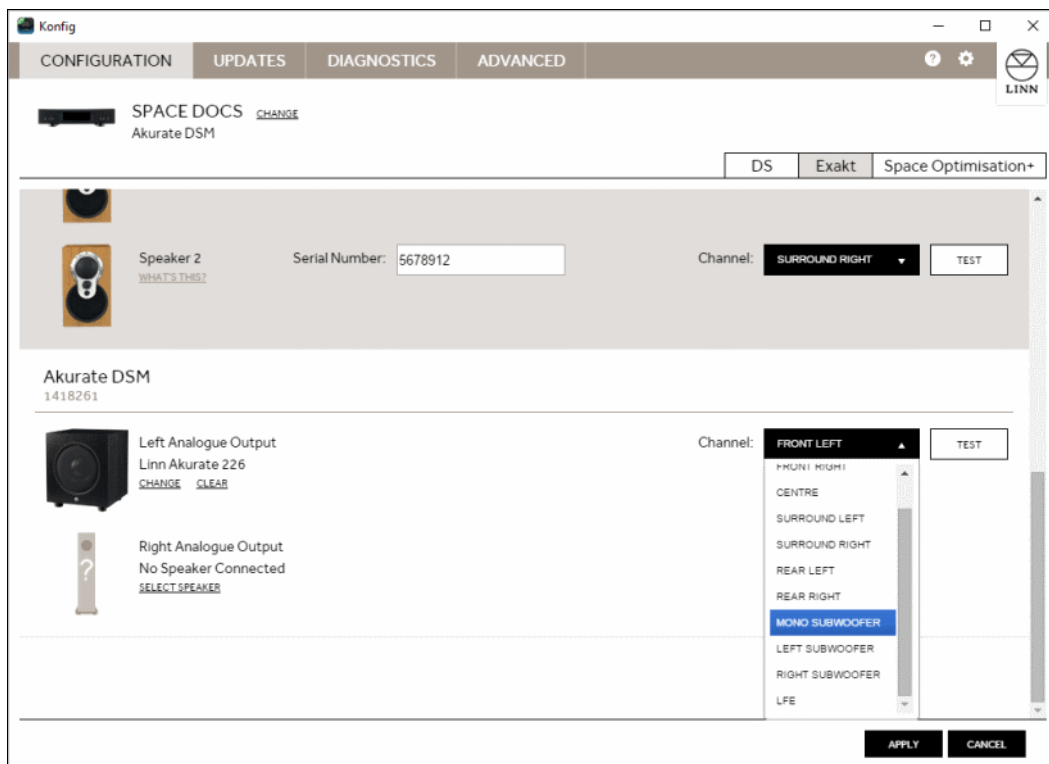 Konfig
CONFIGURATION UPDATES DIAGNOSTICS ADVANCED
?
LINN
SPACE DOCS CHANGE
Akurate DSM
DS Exakt Space Optimisation+
Speaker 2 Serial Number: 5678912 Channel: SURROUND RIGHT TEST
WHAT'S THIS?
Akurate DSM
1418261
Left Analogue Output Channel: FRONT LEFT TEST
Linn Akurate 226
CHANGE CLEAR
FRONT RIGHT
CENTRE
SURROUND LEFT
SURROUND RIGHT
REAR LEFT
REAR RIGHT
MONO SUBWOOFER
LEFT SUBWOOFER
RIGHT SUBWOOFER
LFE
?
Right Analogue Output
No Speaker Connected
SELECT SPEAKER
APPLY CANCEL